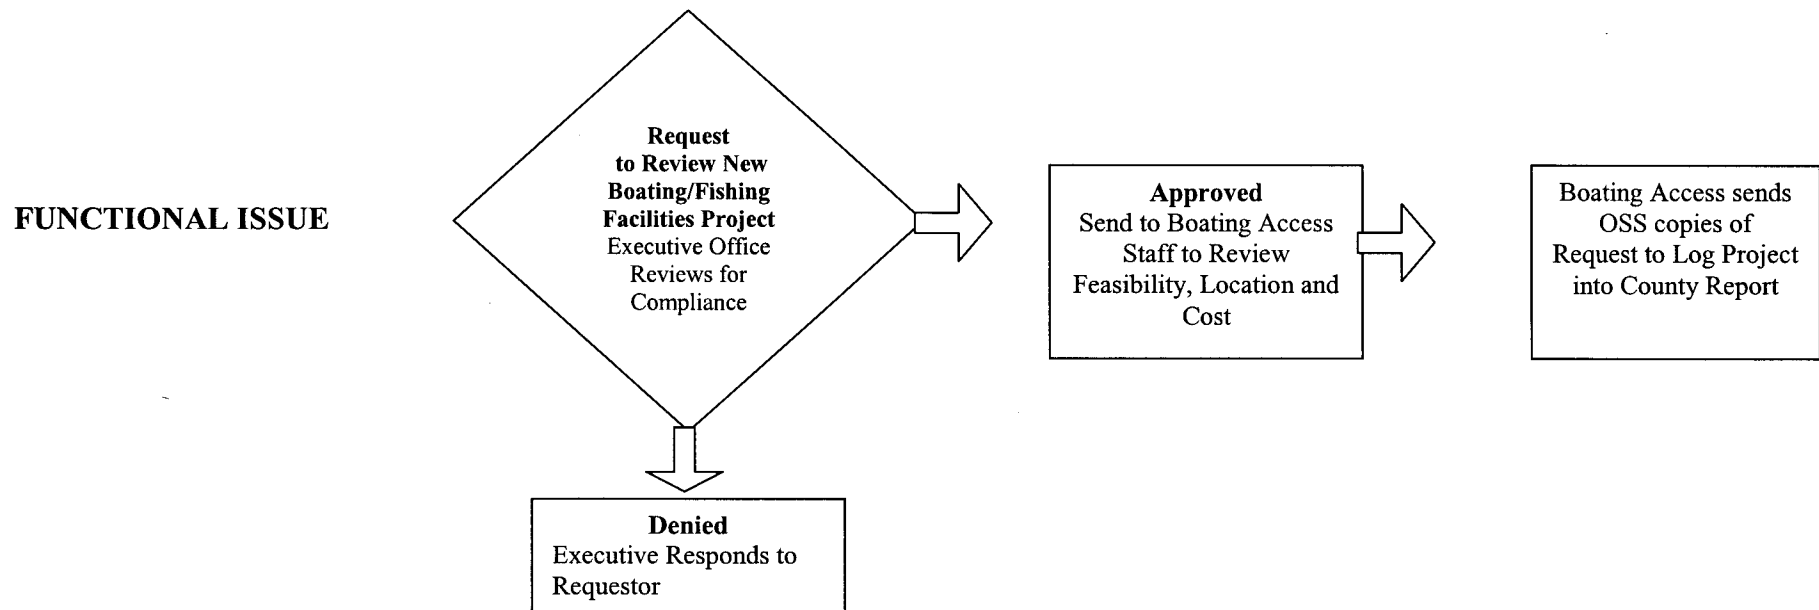 FUNCTIONAL ISSUE
Request
to Review New
Boating/Fishing
Facilities Project
Executive Office
Reviews for
Compliance
Approved
Send to Boating Access
Staff to Review
Feasibility, Location and
Cost
Boating Access sends
OSS copies of
Request to Log Project
into County Report
Denied
Executive Responds to
Requestor